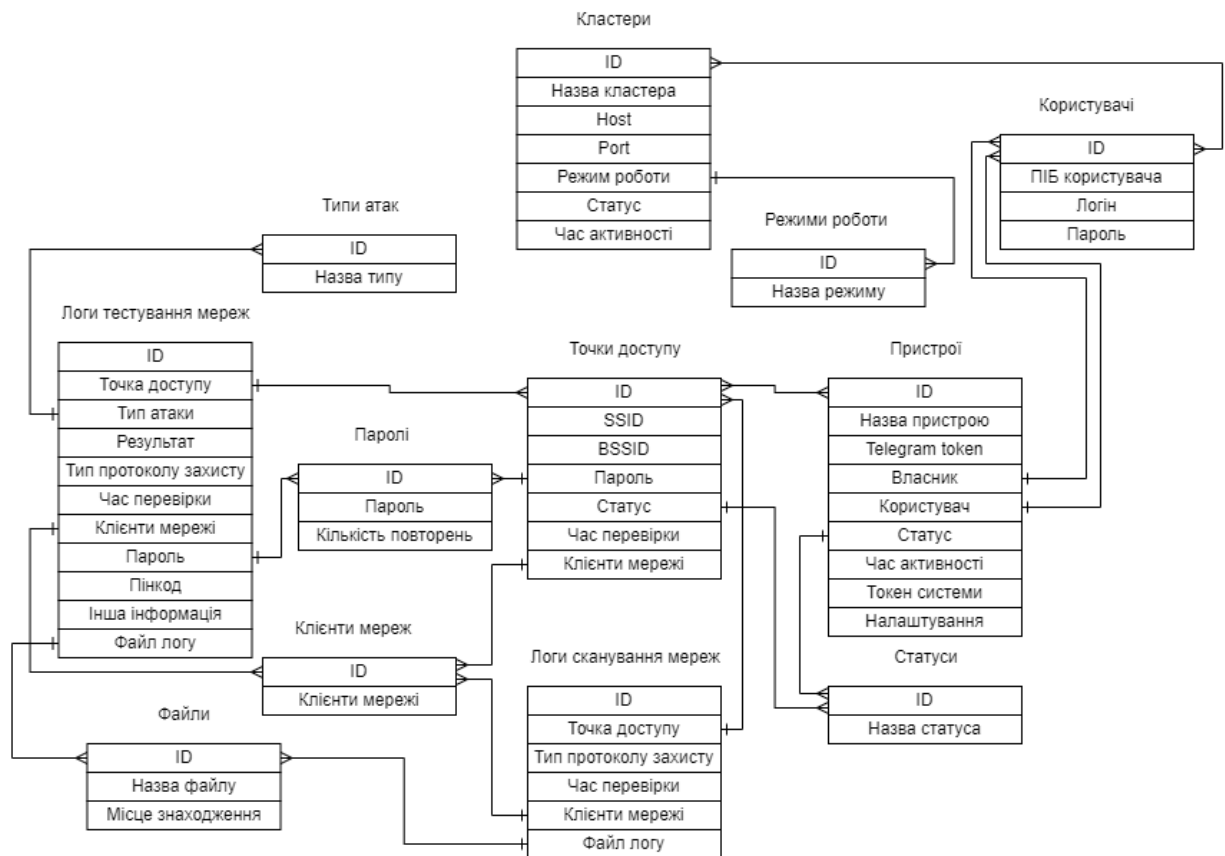 Кластери
ID
Назва кластера
Host
Port
Режим роботи
Статус
Час активності
Користувачі
ID
ПІБ користувача
Логін
Пароль
Типи атак
ID
Назва типу
Режими роботи
ID
Назва режиму
Логи тестування мереж
ID
Точка доступу
Тип атаки
Результат
Тип протоколу захисту
Час перевірки
Клієнти мережі
Пароль
Пінкод
Інша інформація
Файл логу
Паролі
ID
Пароль
Кількість повторень
Точки доступу
ID
SSID
BSSID
Пароль
Статус
Час перевірки
Клієнти мережі
Пристрої
ID
Назва пристрою
Telegram token
Власник
Користувач
Статус
Час активності
Токен системи
Налаштування
Клієнти мереж
ID
Клієнти мережі
Логи сканування мереж
ID
Точка доступу
Тип протоколу захисту
Час перевірки
Клієнти мережі
Файл логу
Статуси
ID
Назва статуса
Файли
ID
Назва файлу
Місце знаходження